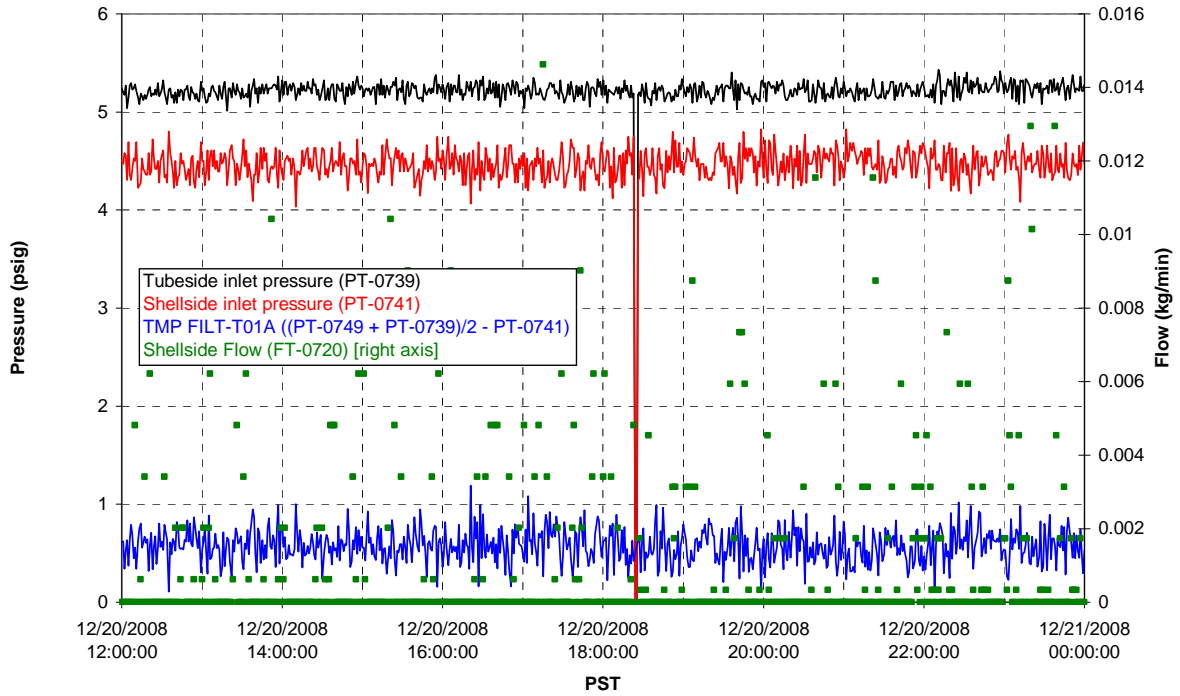 6
5
4
3
2
1
0
Pressure (psig)
0.016
0.014
0.012
0.01
0.008
0.006
0.004
0.002
0
Flow (kg/min)
Tubeside inlet pressure (PT-0739)
Shellside inlet pressure (PT-0741)
TMP FILT-T01A ((PT-0749 + PT-0739)/2 - PT-0741)
Shellside Flow (FT-0720) [right axis]
12/20/2008 12/20/2008 12/20/2008 12/20/2008 12/20/2008 12/20/2008 12/21/2008
12:00:00 14:00:00 16:00:00 18:00:00 20:00:00 22:00:00 00:00:00
PST